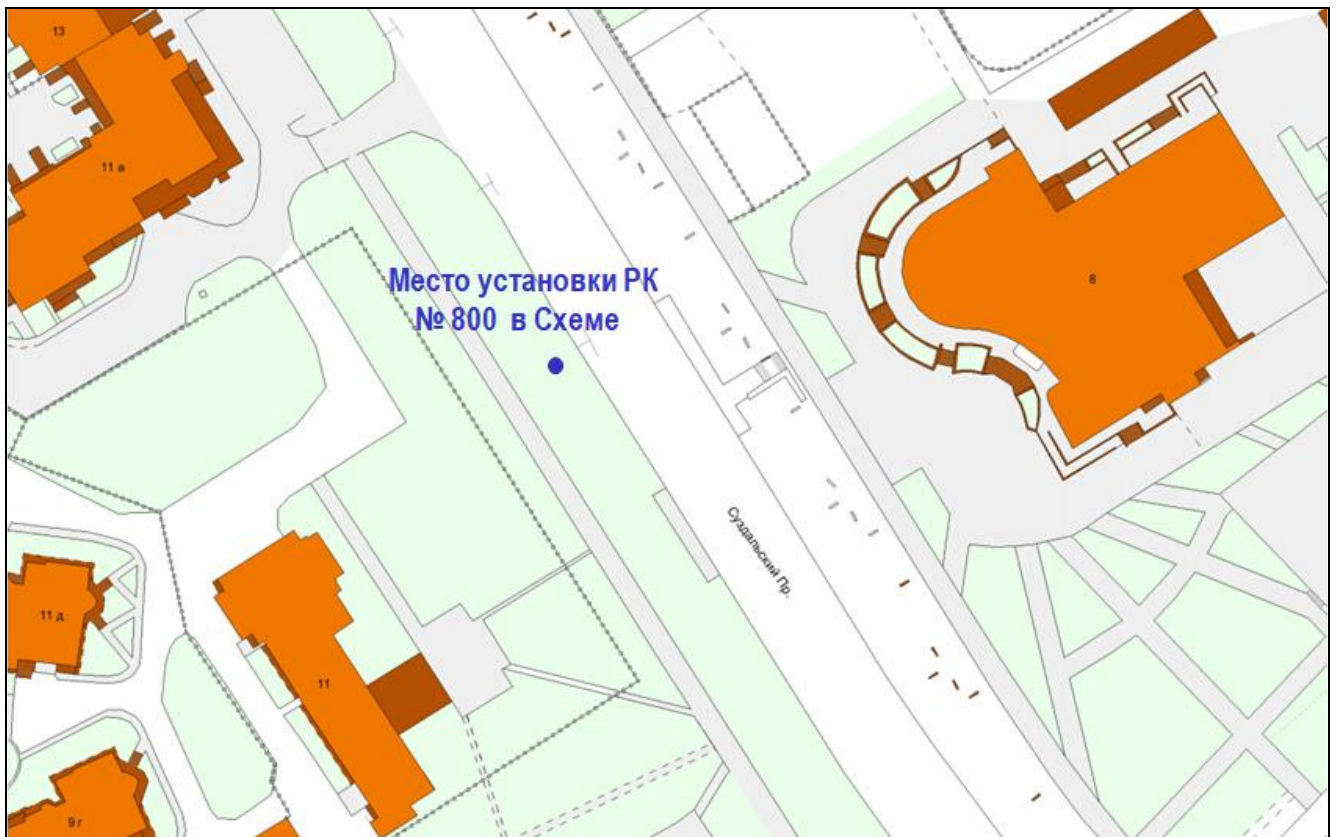 13
11 а
Место установки РК
№ 800 в Схеме
8
Суздальский Пр.
11 д
11
9 г